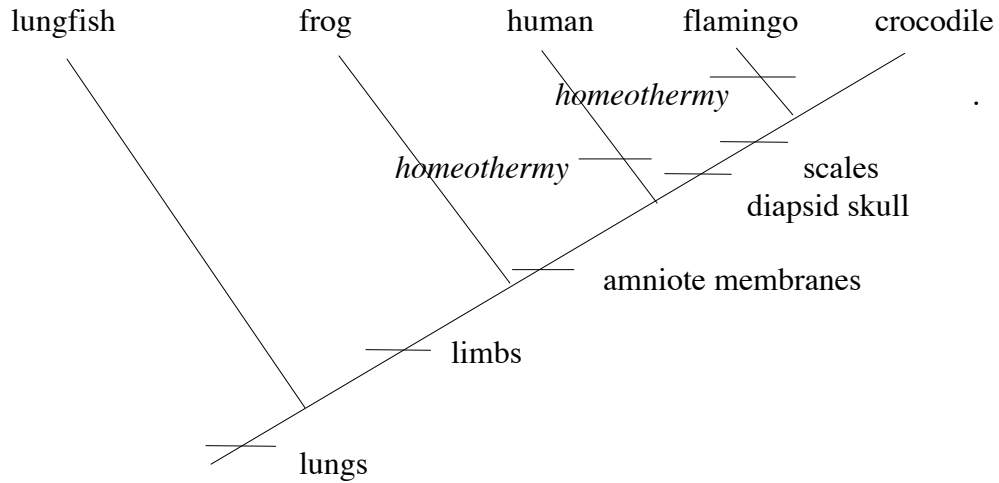 lungfish frog human flamingo crocodile
homeothermy .
homeothermy scales
diapsid skull
amniote membranes
limbs
lungs